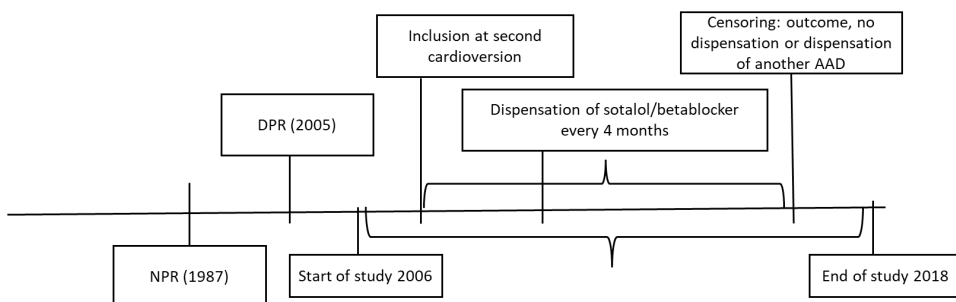 Inclusion at second
cardioversion
Censoring: outcome, no
dispensation or dispensation
of another AAD
DPR (2005)
Dispensation of sotalol/betablocker
every 4 months
NPR (1987)
Start of study 2006
End of study 2018